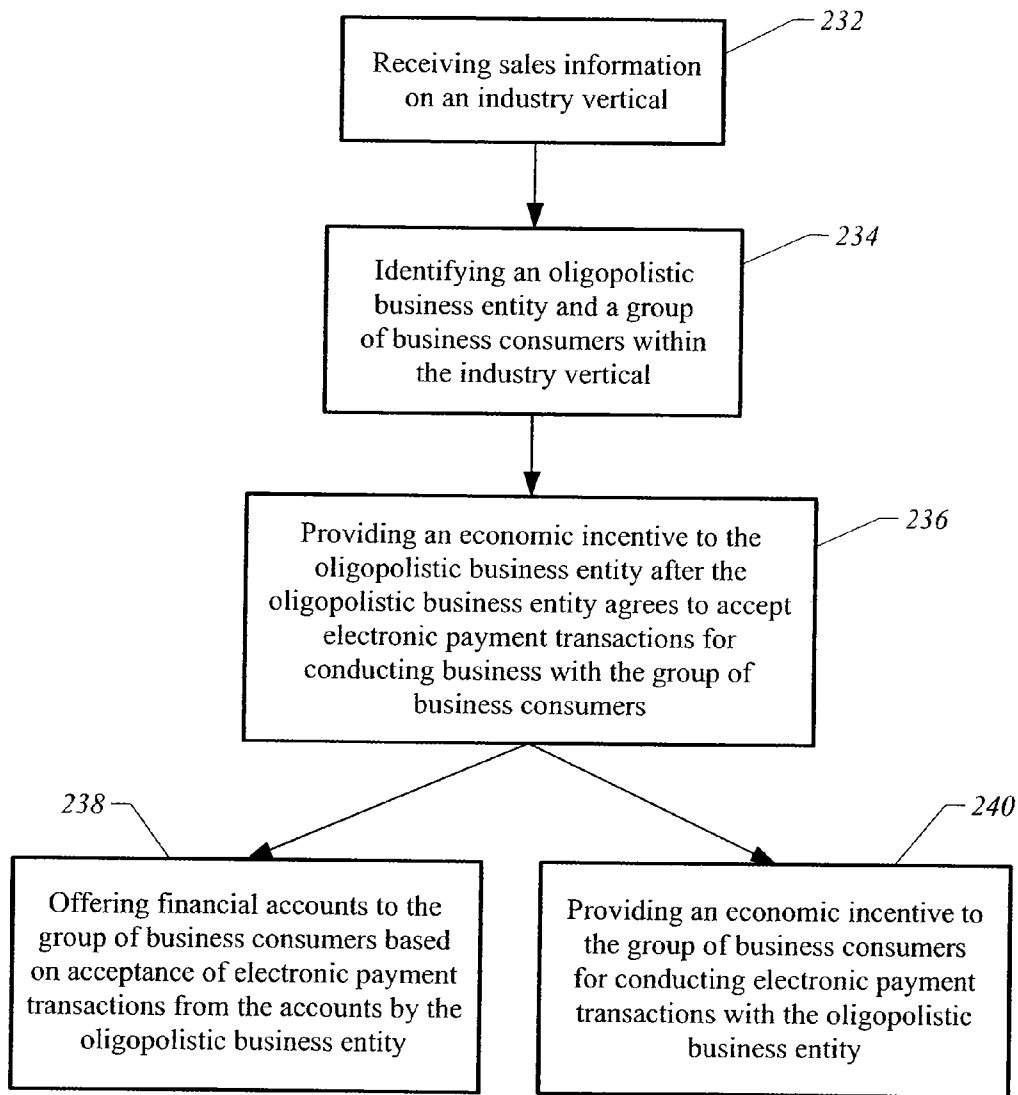 232
Receiving sales information
on an industry vertical
234
Identifying an oligopolistic
business entity and a group
of business consumers within
the industry vertical
236
Providing an economic incentive to the
oligopolistic business entity after the
oligopolistic business entity agrees to accept
electronic payment transactions for
conducting business with the group of
business consumers
238
Offering financial accounts to the
group of business consumers based
on acceptance of electronic payment
transactions from the accounts by the
oligopolistic business entity
240
Providing an economic incentive to
the group of business consumers
for conducting electronic payment
transactions with the oligopolistic
business entity